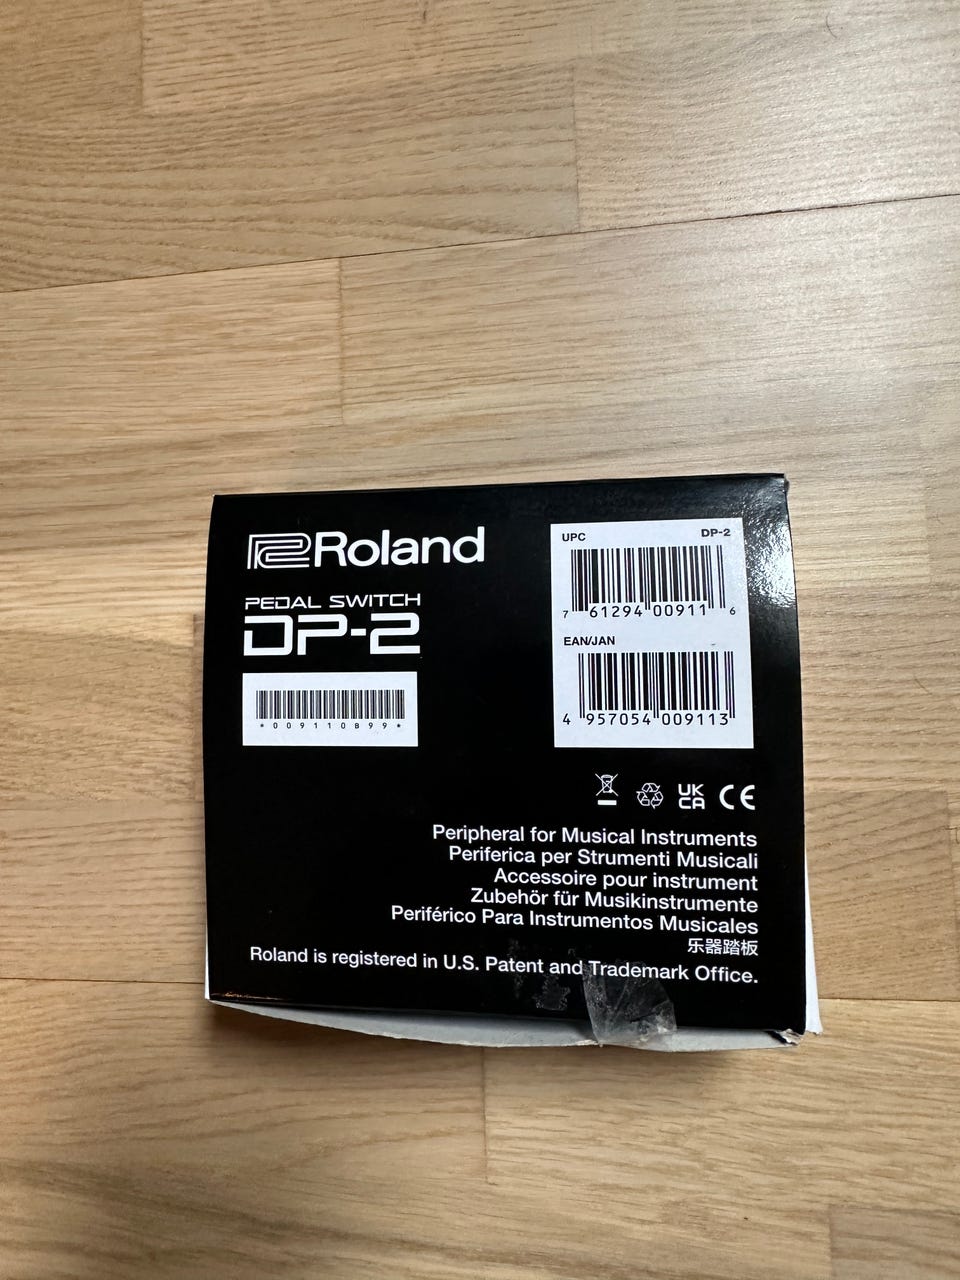 Roland
PEDAL SWITCH
DP-2
*009110899*
UPC DP-2
7 61294 00911 6
EAN/JAN
4 957054 009113
UK
CA CE
Peripheral for Musical Instruments
Periferica per Strumenti Musicali
Accessoire pour instrument
Zubehör für Musikinstrumente
Periférico Para Instrumentos Musicales
乐器踏板
Roland is registered in U.S. Patent and Trademark Office.